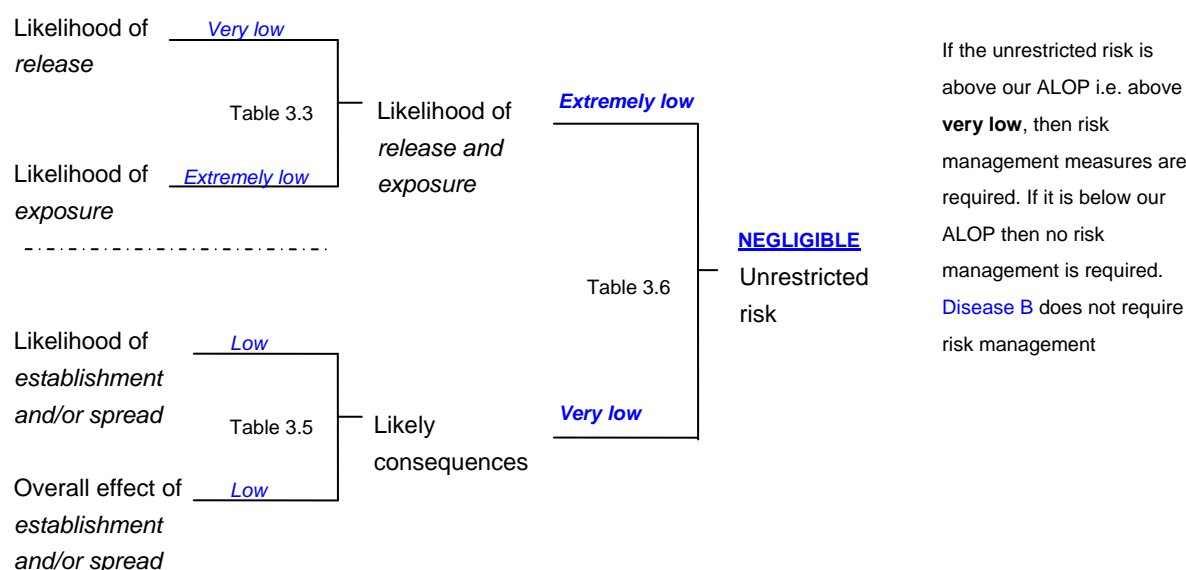 Likelihood of
release
Very low
Table 3.3
Likelihood of
exposure
Extremely low
Likelihood of
release and
exposure
Extremely low
Likelihood of
establishment
and/or spread
Low
Table 3.5
Overall effect of
establishment
and/or spread
Low
Likely
consequences
Very low
Table 3.6
NEGLIGIBLE
Unrestricted
risk
If the unrestricted risk is
above our ALOP i.e. above
very low, then risk
management measures are
required. If it is below our
ALOP then no risk
management is required.
Disease B does not require
risk management